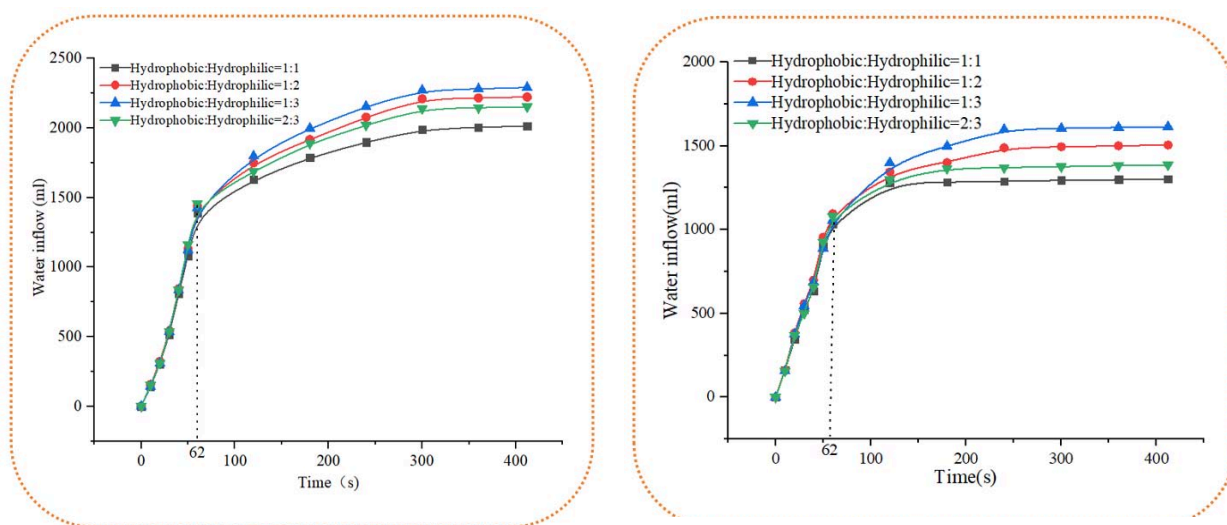 2500
2000
1500
1000
500
0
Water inflow (ml)
Hydrophobic:Hydrophilic=1:1
Hydrophobic:Hydrophilic=1:2
Hydrophobic:Hydrophilic=1:3
Hydrophobic:Hydrophilic=2:3
0
62
100
200
300
400
Time（s）
2000
1500
1000
500
0
Water inflow(ml)
Hydrophobic:Hydrophilic=1:1
Hydrophobic:Hydrophilic=1:2
Hydrophobic:Hydrophilic=1:3
Hydrophobic:Hydrophilic=2:3
0
62
100
200
300
400
Time(s)